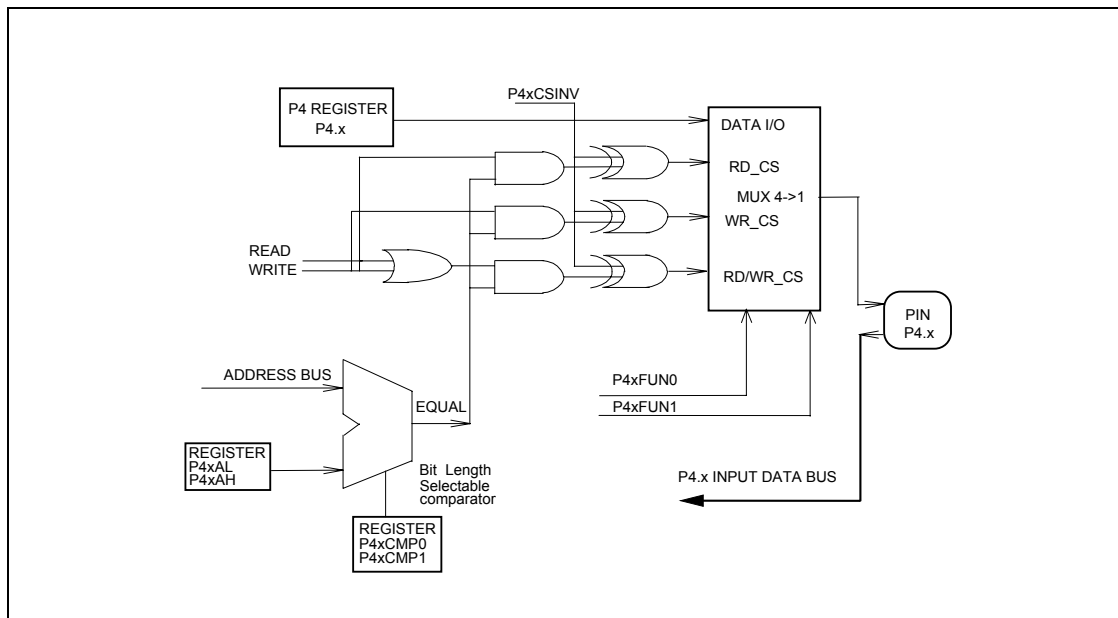 P4xCSINV
P4 REGISTER
P4.x
DATA I/O
RD_CS
MUX 4->1
WR_CS
READ
WRITE
RD/WR_CS
PIN
P4.x
ADDRESS BUS
P4xFUN0
EQUAL
P4xFUN1
REGISTER
P4xAL
P4xAH
Bit Length
Selectable
comparator
P4.x INPUT DATA BUS
REGISTER
P4xCMP0
P4xCMP1